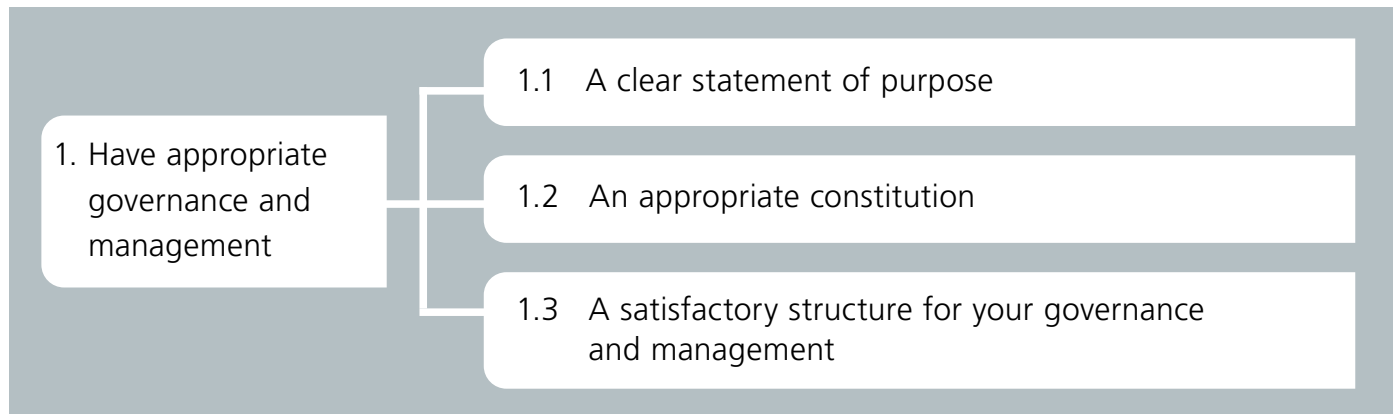 1. Have appropriate
governance and
management
1.1 A clear statement of purpose
1.2 An appropriate constitution
1.3 A satisfactory structure for your governance
and management